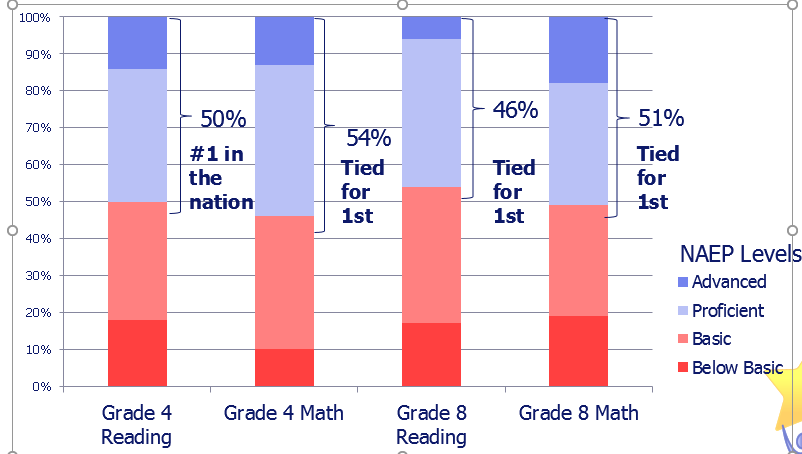 100%
90%
80%
70%
60%
50%
40%
30%
20%
10%
0%
50%
#1 in
the
nation
54%
Tied
for
1st
46%
Tied
for
1st
51%
Tied
for
1st
NAEP Levels
Advanced
Proficient
Basic
Below Basic
Grade 4
Reading
Grade 4 Math
Grade 8
Reading
Grade 8 Math